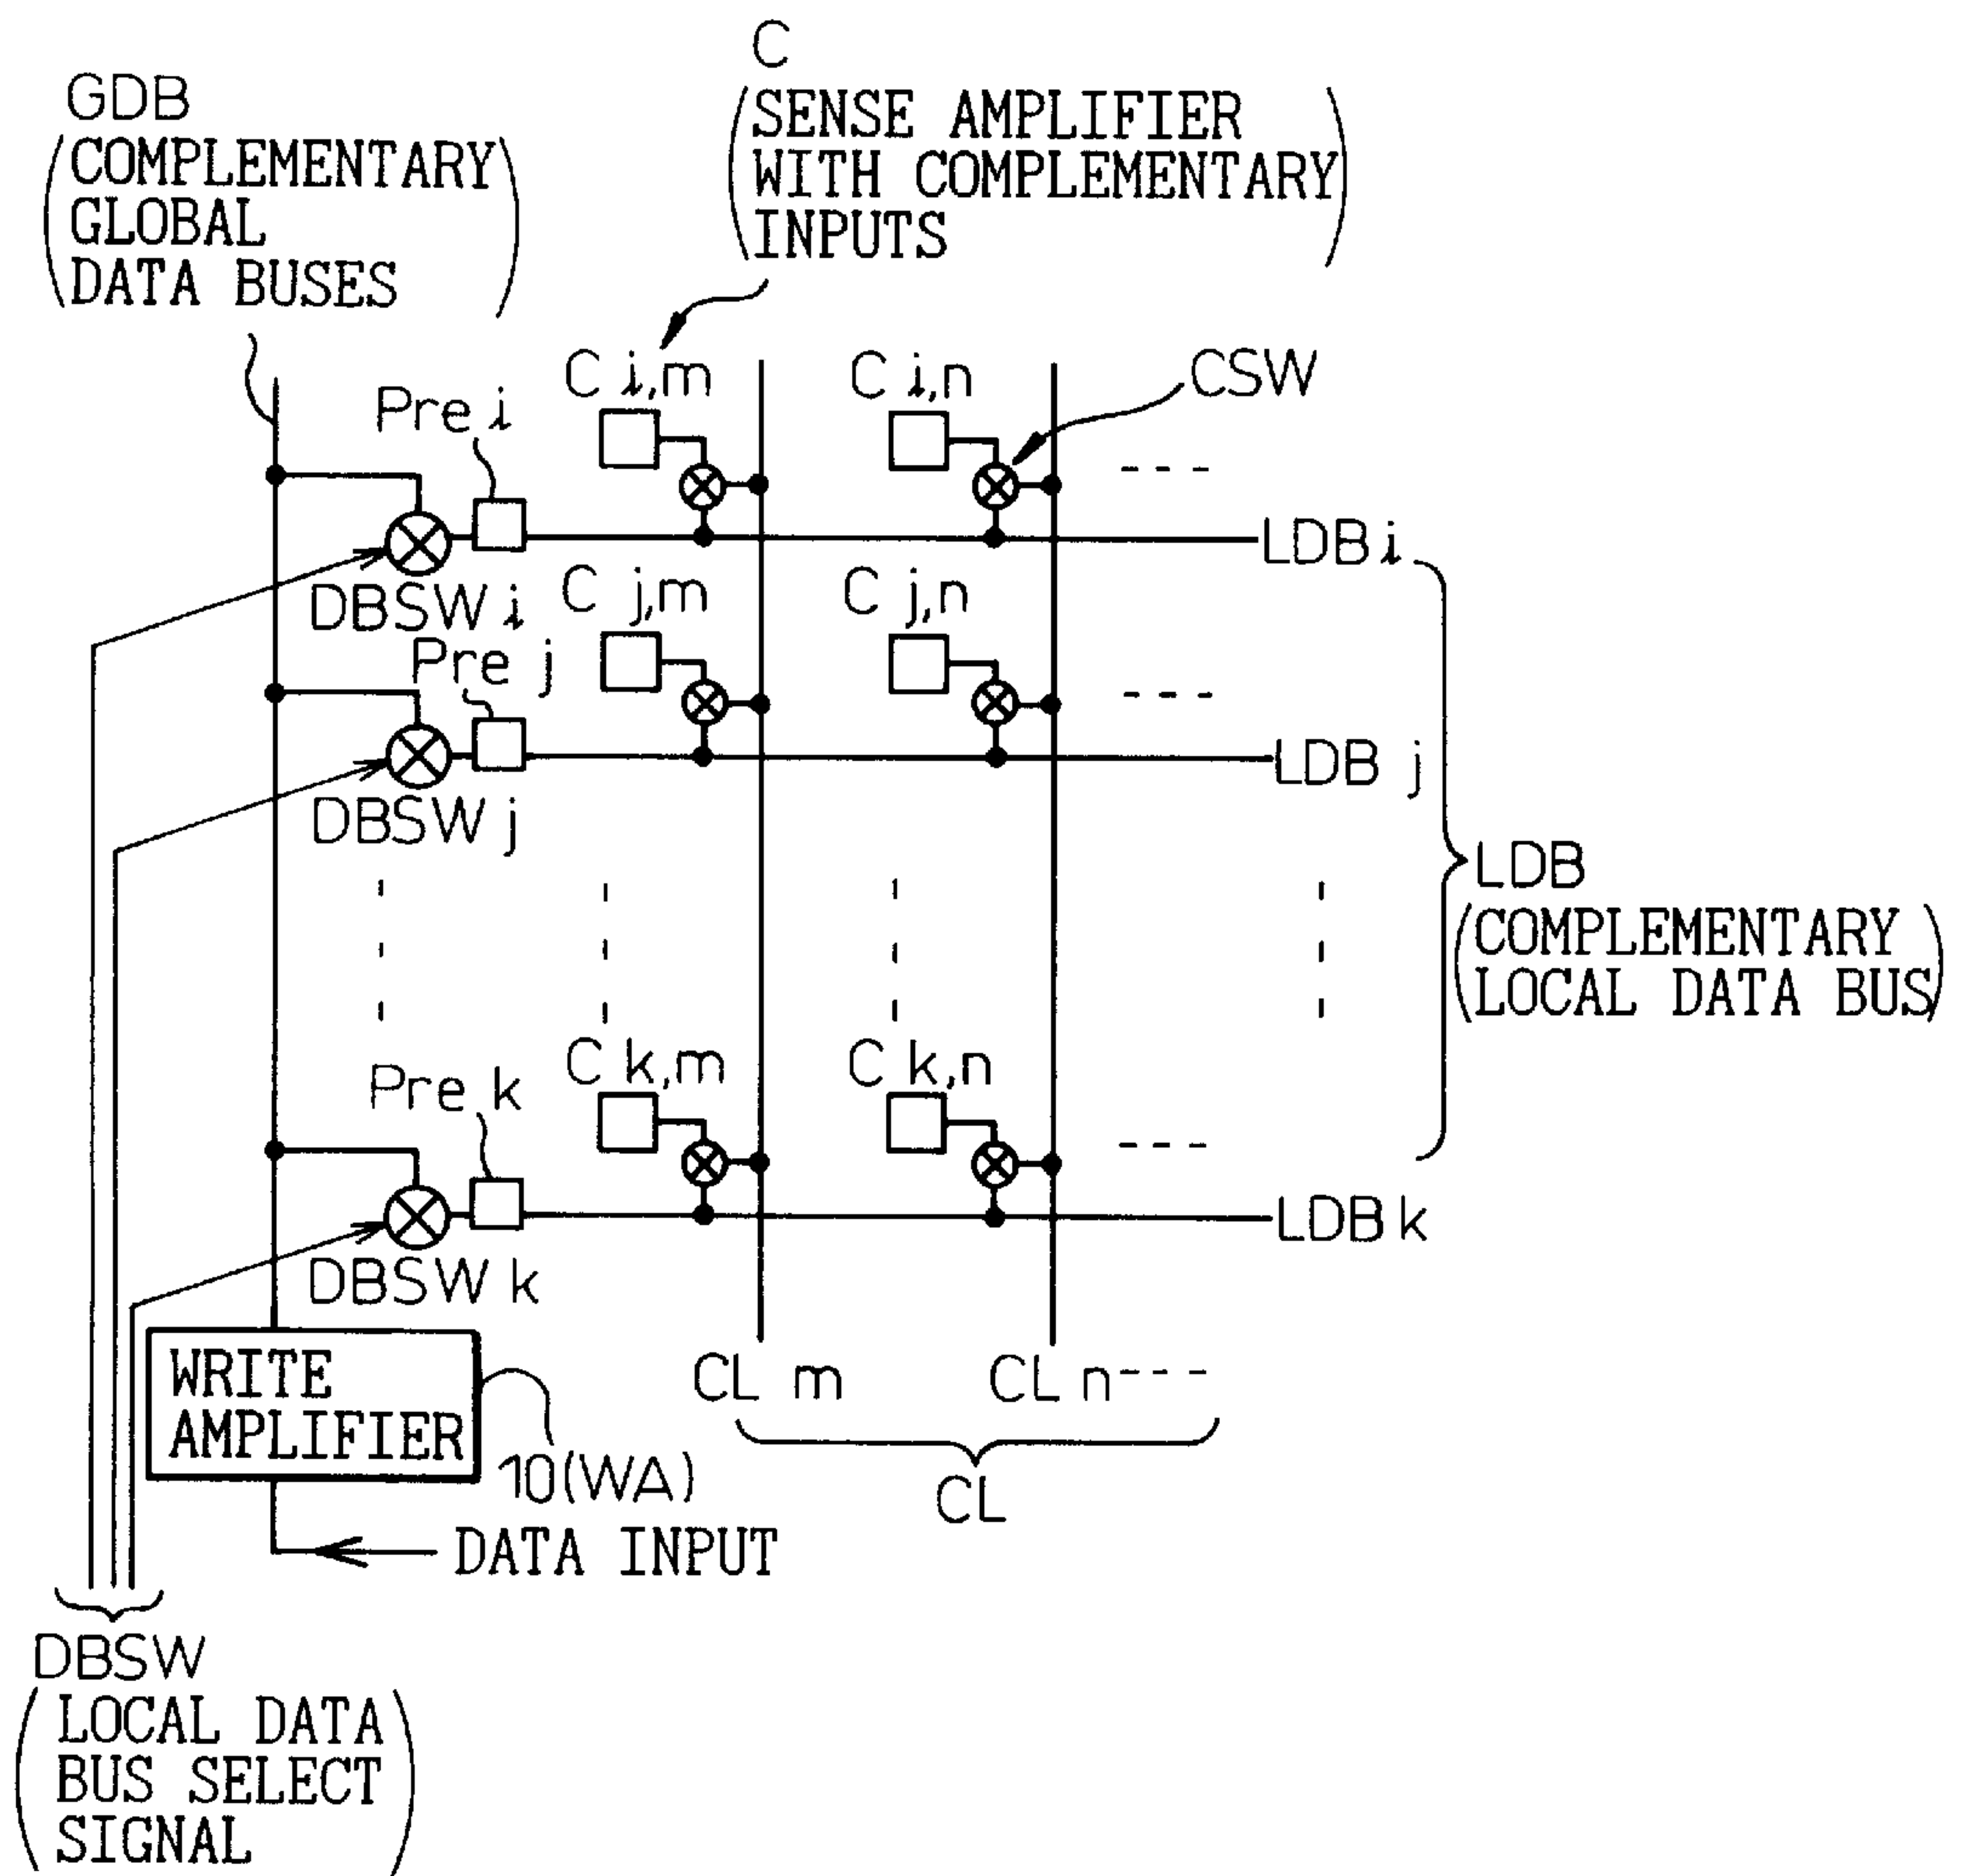 C
SENSE AMPLIFIER
WITH COMPLEMENTARY
INPUTS
GDB
COMPLEMENTARY
GLOBAL
DATA BUSES
C i,m
C i,n
CSW
Pre i
LDB i
DBSW i
C j,m
C j,n
Pre j
LDB j
DBSW j
LDB
(COMPLEMENTARY
LOCAL DATA BUS)
C k,m
C k,n
Pre k
LDB k
DBSW k
WRITE
AMPLIFIER
CL m
CL n---
10(WA)
CL
DATA INPUT
DBSW
LOCAL DATA
BUS SELECT
SIGNAL